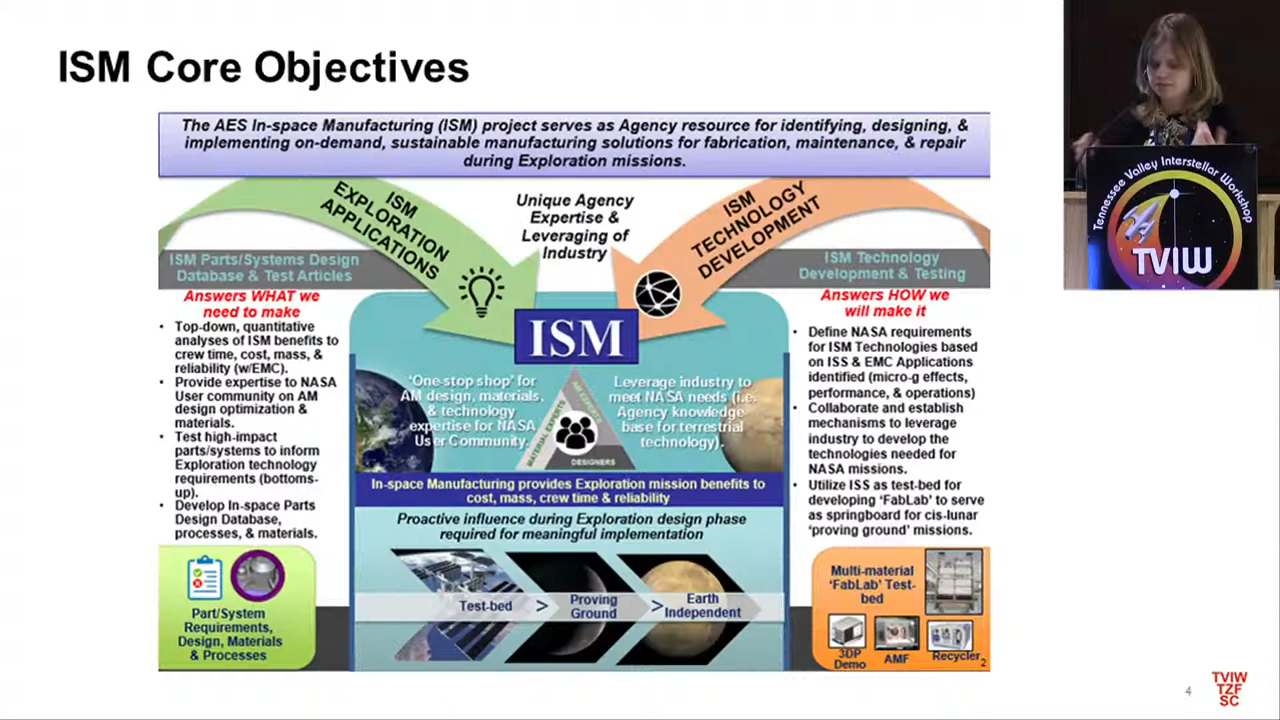 ISM Core Objectives
The AES In-space Manufacturing (ISM) project serves as Agency resource for identifying, designing, &
implementing on-demand, sustainable manufacturing solutions for fabrication, maintenance, & repair
during Exploration missions.
ISM
EXPLORATION
APPLICATIONS
Unique Agency
Expertise &
Leveraging of
Industry
ISM
TECHNOLOGY
DEVELOPMENT
ISM Parts/Systems Design
Database & Test Articles
Answers WHAT we
need to make
• Top-down, quantitative
analyses of ISM benefits to
crew time, cost, mass, &
reliability (w/EMC).
• Provide expertise to NASA
User community on AM
design optimization &
materials.
• Test high-impact
parts/systems to inform
Exploration technology
requirements (bottoms-
up).
• Develop In-space Parts
Design Database,
processes, & materials.
Part/System
Requirements,
Design, Materials
& Processes
ISM
'One-stop shop' for
AM design, materials,
& technology
expertise for NASA
User Community.
MATERIAL EXPERTS
AM EXPERTS
DESIGNERS
Leverage industry to
meet NASA needs (i.e.
Agency knowledge
base for terrestrial
technology).
In-space Manufacturing provides Exploration mission benefits to
cost, mass, crew time & reliability
Proactive influence during Exploration design phase
required for meaningful implementation
Test-bed > Proving Ground > Earth Independent
ISM Technology
Development & Testing
Answers HOW we
will make it
• Define NASA requirements
for ISM Technologies based
on ISS & EMC Applications
identified (micro-g effects,
performance, & operations)
• Collaborate and establish
mechanisms to leverage
industry to develop the
technologies needed for
NASA missions.
• Utilize ISS as test-bed for
developing 'FabLab' to serve
as springboard for cis-lunar
'proving ground' missions.
Multi-material
'FabLab' Test-
bed
3DP
Demo
AMF
Recycler
2
Tennessee Valley Interstellar Workshop
TVIW
4
TVIW
TZF
SC